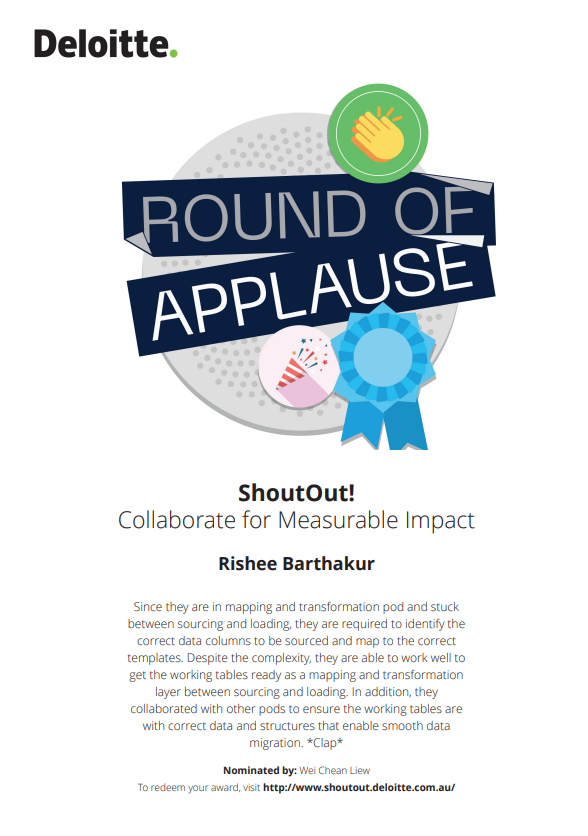 Deloitte.
ROUND OF
APPLAUSE
ShoutOut!
Collaborate for Measurable Impact
Rishee Barthakur
Since they are in mapping and transformation pod and stuck
between sourcing and loading, they are required to identify the
correct data columns to be sourced and map to the correct
templates. Despite the complexity, they are able to work well to
get the working tables ready as a mapping and transformation
layer between sourcing and loading. In addition, they
collaborated with other pods to ensure the working tables are
with correct data and structures that enable smooth data
migration. *Clap*
Nominated by: Wei Chean Liew
To redeem your award, visit http://www.shoutout.deloitte.com.au/